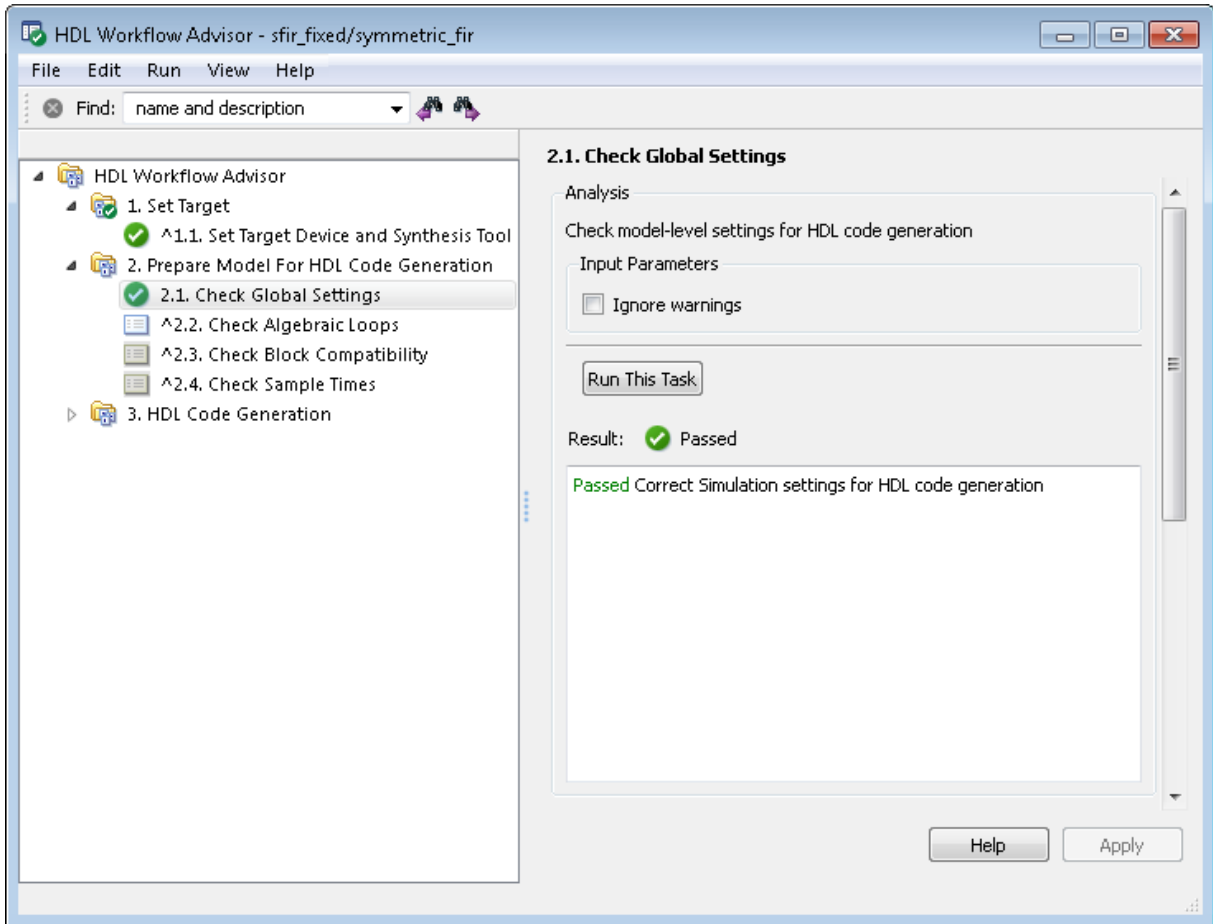 HDL Workflow Advisor - sfir_fixed/symmetric_fir
File Edit Run View Help
Find: name and description
HDL Workflow Advisor
1. Set Target
^1.1. Set Target Device and Synthesis Tool
2. Prepare Model For HDL Code Generation
2.1. Check Global Settings
^2.2. Check Algebraic Loops
^2.3. Check Block Compatibility
^2.4. Check Sample Times
3. HDL Code Generation
2.1. Check Global Settings
Analysis
Check model-level settings for HDL code generation
Input Parameters
Ignore warnings
Run This Task
Result: Passed
Passed Correct Simulation settings for HDL code generation
Help Apply